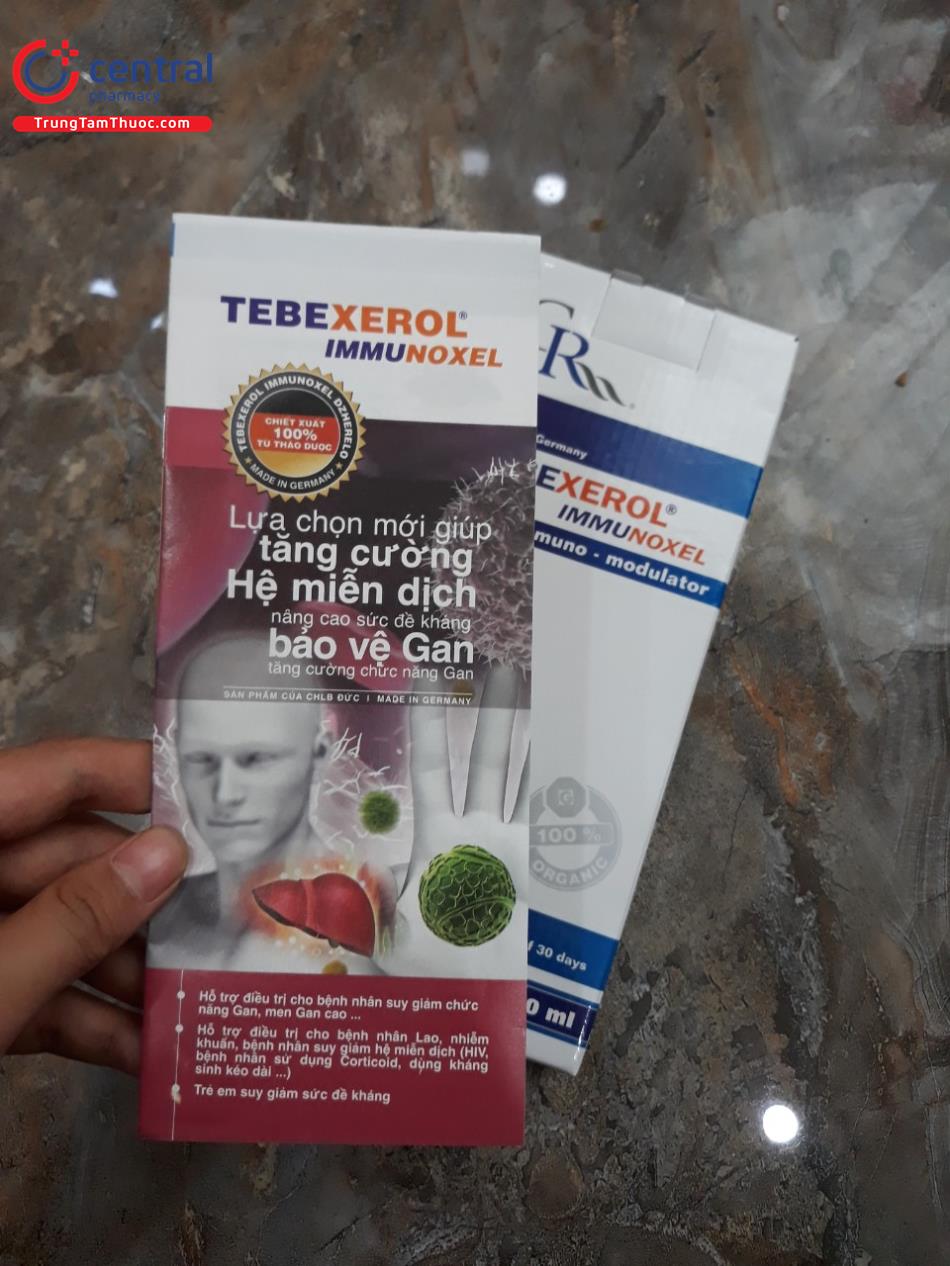 central
pharmacy
TrungTamThuoc.com
TEBEXEROL®
IMMUNOXEL
TEBEXEROL IMMUNOXEL DZHERELO
CHIẾT XUẤT
100%
TỪ THẢO DƯỢC
★ MADE IN GERMANY ★
Lựa chọn mới giúp
tăng cường
Hệ miễn dịch
nâng cao sức đề kháng
bảo vệ Gan
tăng cường chức năng Gan
SẢN PHẨM CỦA CHLB ĐỨC | MADE IN GERMANY
Hỗ trợ điều trị cho bệnh nhân suy giảm chức
năng Gan, men Gan cao ...
Hỗ trợ điều trị cho bệnh nhân Lao, nhiễm
khuẩn, bệnh nhân suy giảm hệ miễn dịch (HIV,
bệnh nhân sử dụng Corticoid, dùng kháng
sinh kéo dài ...)
Trẻ em suy giảm sức đề kháng
Germany
EXEROL®
IMMUNOXEL
muno - modulator
100 %
ORGANIC
f 30 days
0 ml